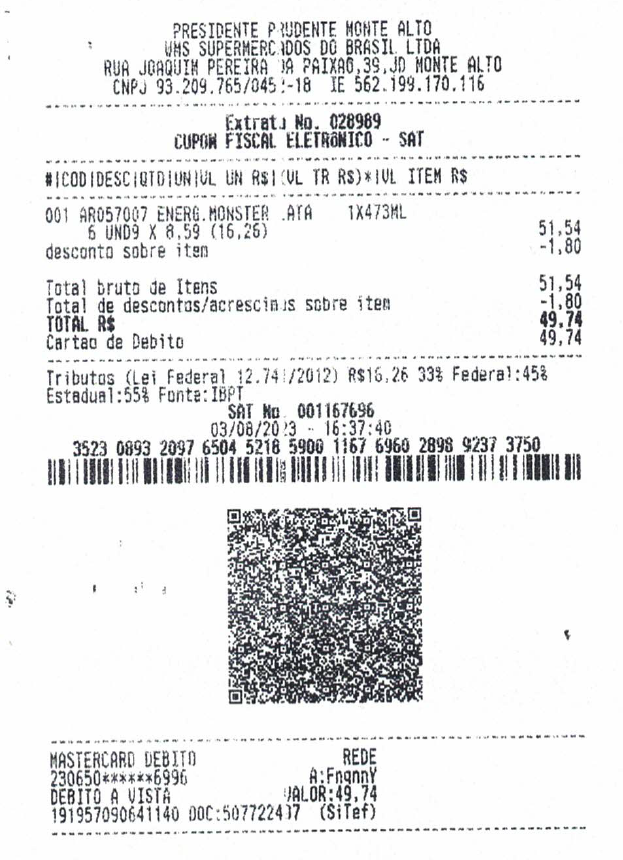 PRESIDENTE PRUDENTE MONTE ALTO
WMS SUPERMERCADOS DO BRASIL LTDA
RUA JOAQUIM PEREIRA DA PAIXAO,39,JD MONTE ALTO
CNPJ 93.209.765/045 -18 IE 562.199.170.116
Extrato No. 028989
CUPOM FISCAL ELETRONICO - SAT
#|COD|DESC|QTD|UN|VL UN R$|(VL TR R$)*|VL ITEM R$
001 AR057007 ENERG.MONSTER LATA 1X473ML
6 UND9 X 8,59 (16,26) 51,54
desconto sobre item -1,80
Total bruto de Itens 51,54
Total de descontos/acrescimos sobre item -1,80
TOTAL R$ 49,74
Cartao de Debito 49,74
Tributos (Lei Federal 12.741/2012) R$16,26 33% Federal:45%
Estadual:55% Fonte:IBPT
SAT No. 001167696
03/08/2023 - 16:37:40
3523 0893 2097 6504 5218 5900 1167 6960 2898 9237 3750
MASTERCARD DEBITO REDE
230650******6996 A:FnqnnY
DEBITO A VISTA VALOR:49,74
191957090641140 DOC:507722437 (SiTef)